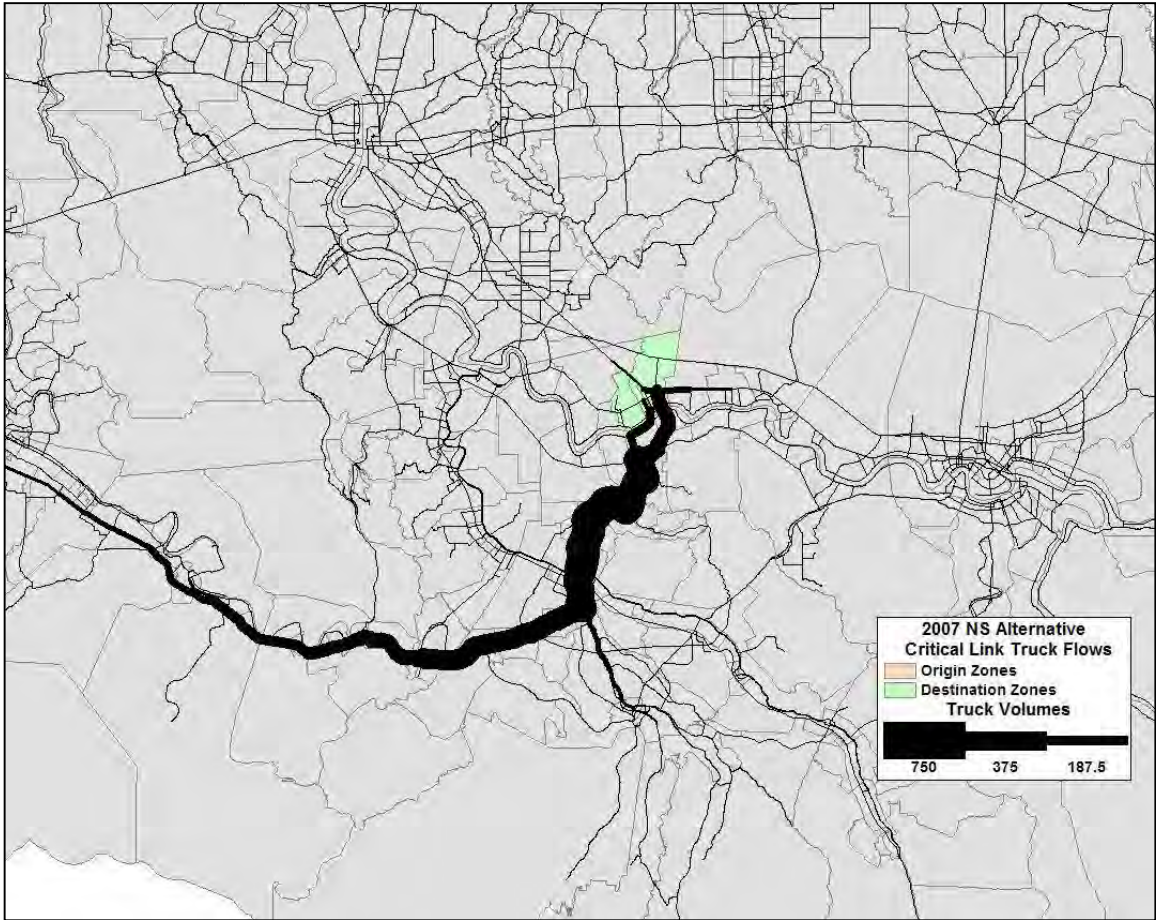 2007 NS Alternative
Critical Link Truck Flows
Origin Zones
Destination Zones
Truck Volumes
750 375 187.5